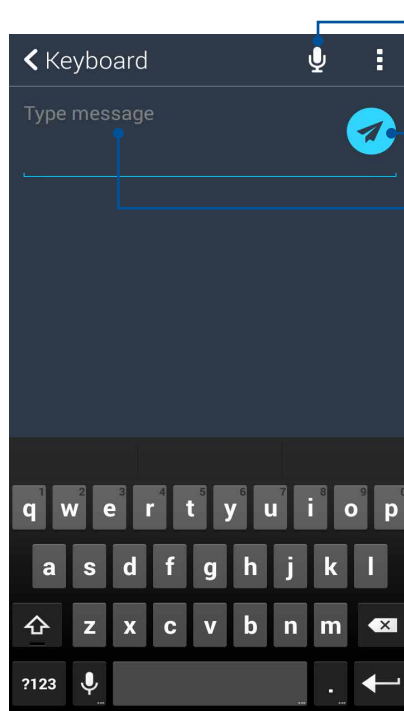 Keyboard
Type message
1 2 3 4 5 6 7 8 9 0
q w e r t y u i o p
a s d f g h j k l
z x c v b n m
?123 . ...